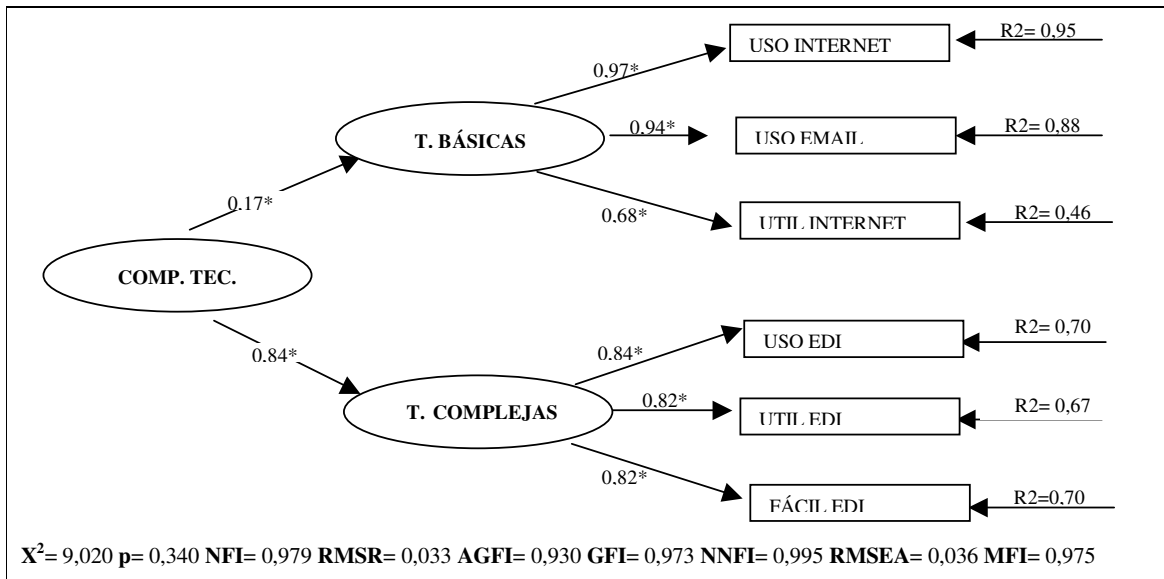 USO INTERNET
R2= 0,95
0,97*
T. BÁSICAS
0,94*
USO EMAIL
R2= 0,88
0,17*
0,68*
UTIL INTERNET
R2= 0,46
COMP. TEC.
0,84*
USO EDI
R2= 0,70
0,84*
T. COMPLEJAS
0,82*
UTIL EDI
R2= 0,67
0,82*
FÁCIL EDI
R2=0,70
X²= 9,020 p= 0,340 NFI= 0,979 RMSR= 0,033 AGFI= 0,930 GFI= 0,973 NNFI= 0,995 RMSEA= 0,036 MFI= 0,975